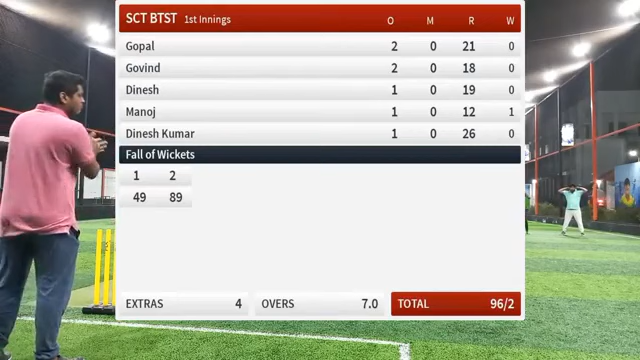 SCT BTST 1st Innings O M R W
Gopal 2 0 21 0
Govind 2 0 18 0
Dinesh 1 0 19 0
Manoj 1 0 12 1
Dinesh Kumar 1 0 26 0
Fall of Wickets
1 2
49 89
EXTRAS 4 OVERS 7.0 TOTAL 96/2